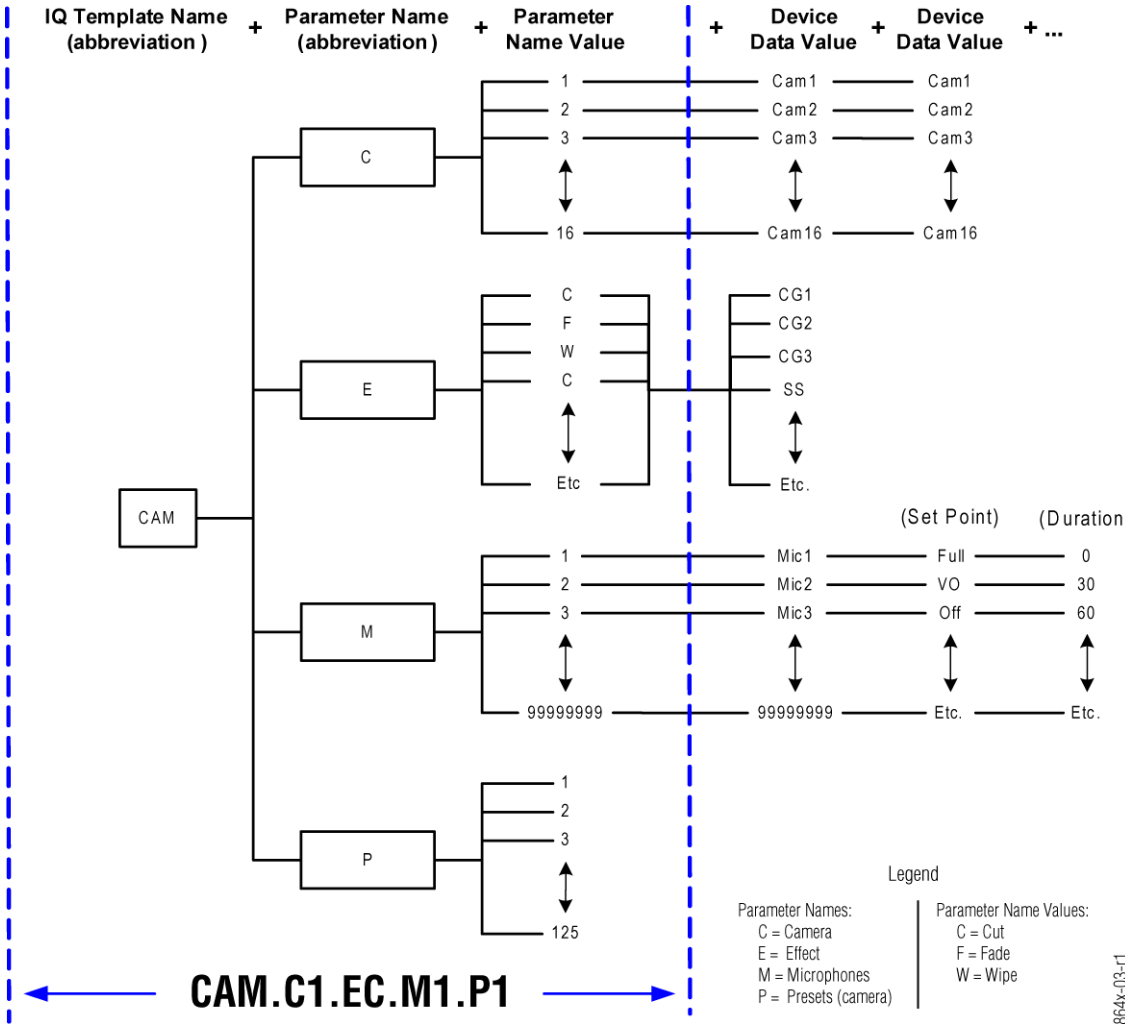 IQ Template Name
(abbreviation )
+
Parameter Name
(abbreviation )
+
Parameter
Name Value
+
Device
Data Value
+
Device
Data Value
+ ...
C
1
Cam1
Cam1
2
Cam2
Cam2
3
Cam3
Cam3
16
Cam16
Cam16
E
C
F
W
C
Etc
CG1
CG2
CG3
SS
Etc.
CAM
(Set Point)
(Duration
M
1
Mic1
Full
0
2
Mic2
VO
30
3
Mic3
Off
60
99999999
99999999
Etc.
Etc.
P
1
2
3
125
CAM.C1.EC.M1.P1
Legend
Parameter Names:
C = Camera
E = Effect
M = Microphones
P = Presets (camera)
Parameter Name Values:
C = Cut
F = Fade
W = Wipe
864x-03-r1